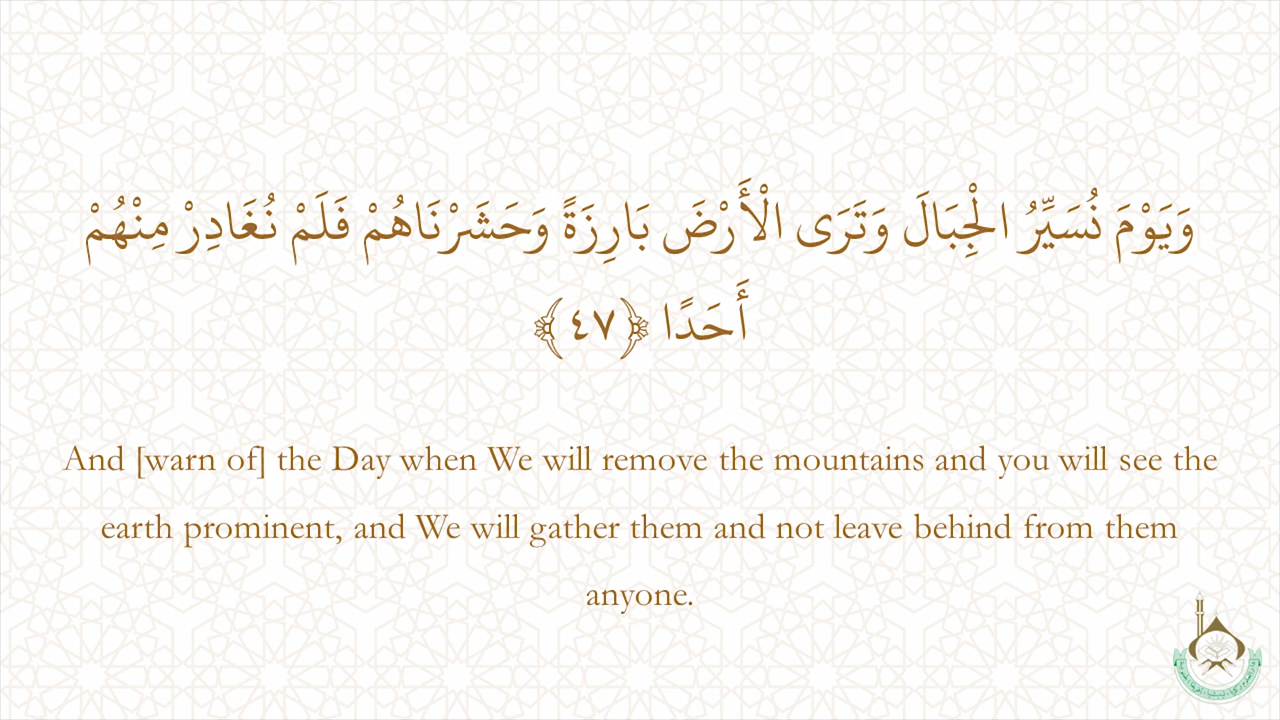 وَيَوْمَ نُسَيِّرُ الْجِبَالَ وَتَرَى الْأَرْضَ بَارِزَةً وَحَشَرْنَاهُمْ فَلَمْ نُغَادِرْ مِنْهُمْ
أَحَدًا ﴿٤٧﴾
And [warn of] the Day when We will remove the mountains and you will see the
earth prominent, and We will gather them and not leave behind from them
anyone.